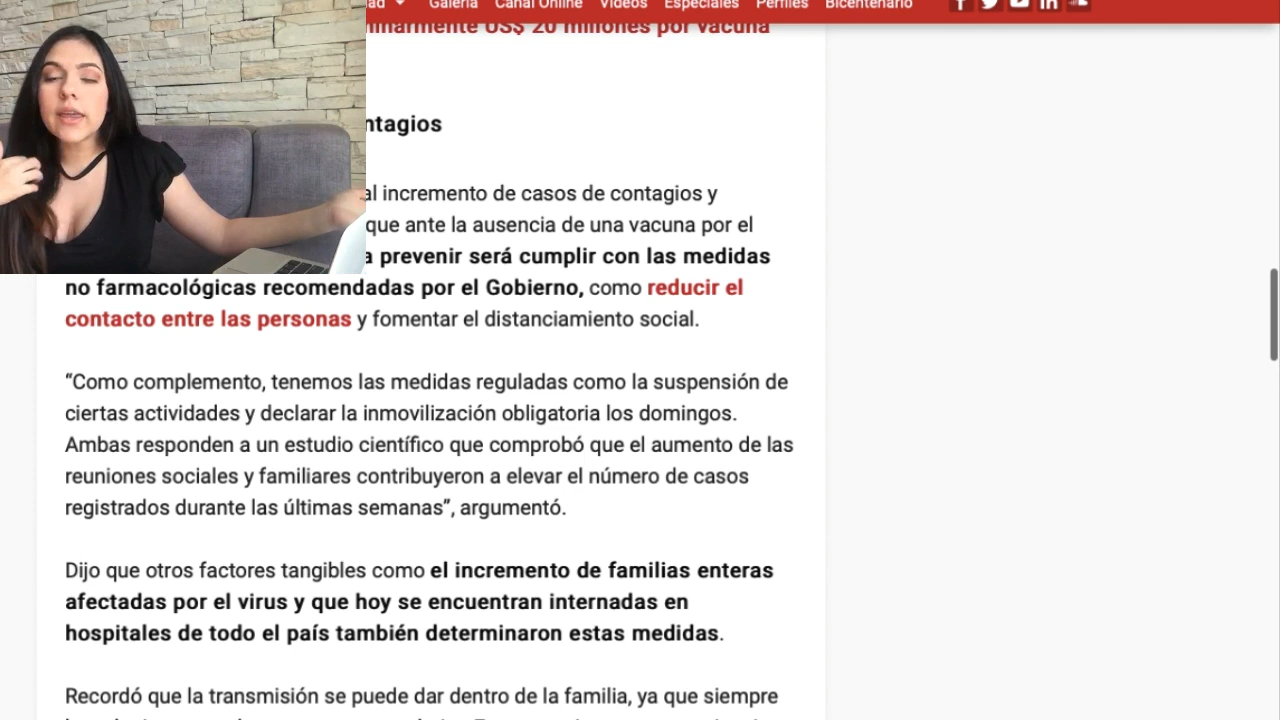 Galería Canal Online Videos Especiales Perfiles Bicentenario
US$ 20 millones por vacuna
ntagios
al incremento de casos de contagios y
que ante la ausencia de una vacuna por el
a prevenir será cumplir con las medidas
no farmacológicas recomendadas por el Gobierno, como reducir el
contacto entre las personas y fomentar el distanciamiento social.
“Como complemento, tenemos las medidas reguladas como la suspensión de
ciertas actividades y declarar la inmovilización obligatoria los domingos.
Ambas responden a un estudio científico que comprobó que el aumento de las
reuniones sociales y familiares contribuyeron a elevar el número de casos
registrados durante las últimas semanas”, argumentó.
Dijo que otros factores tangibles como el incremento de familias enteras
afectadas por el virus y que hoy se encuentran internadas en
hospitales de todo el país también determinaron estas medidas.
Recordó que la transmisión se puede dar dentro de la familia, ya que siempre